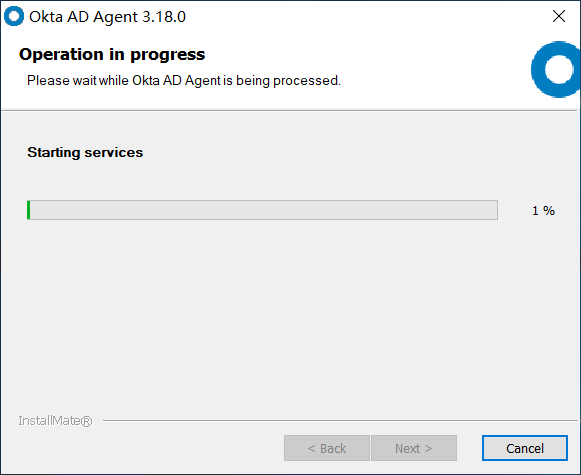 Okta AD Agent 3.18.0
Operation in progress
Please wait while Okta AD Agent is being processed.
Starting services
1 %
InstallMate®
< Back
Next >
Cancel